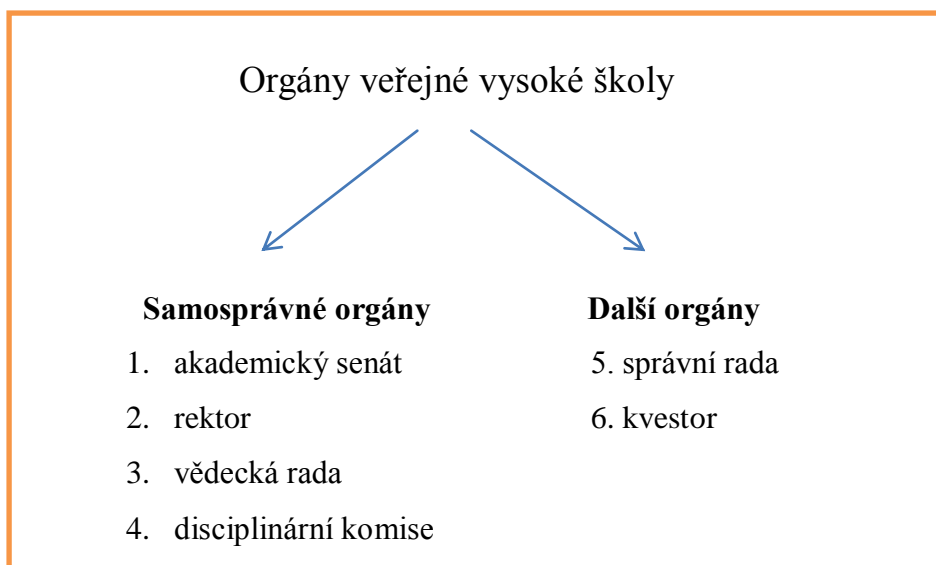 Orgány veřejné vysoké školy
Samosprávné orgány
1. akademický senát
2. rektor
3. vědecká rada
4. disciplinární komise
Další orgány
5. správní rada
6. kvestor